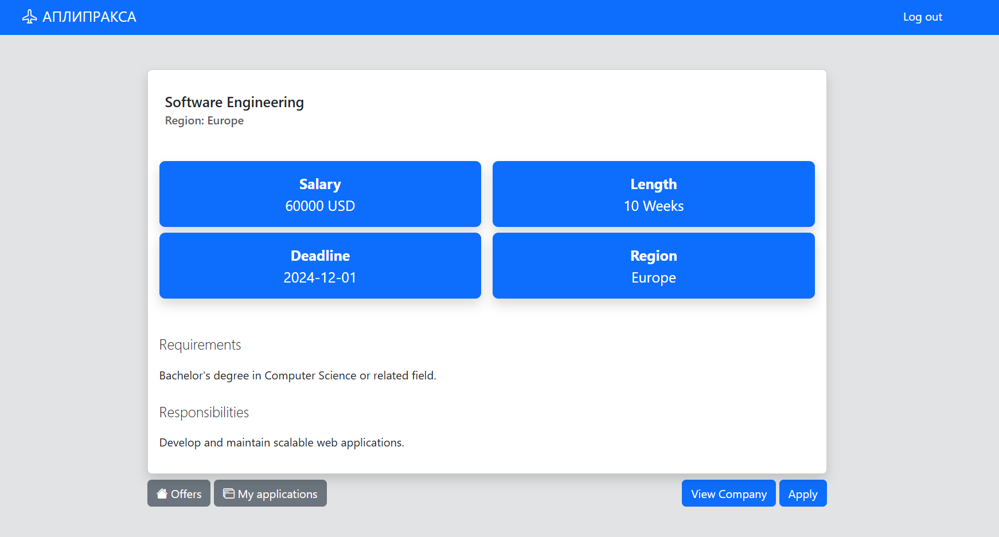 АПЛИПРАКСА
Log out
Software Engineering
Region: Europe
Salary
60000 USD
Length
10 Weeks
Deadline
2024-12-01
Region
Europe
Requirements
Bachelor's degree in Computer Science or related field.
Responsibilities
Develop and maintain scalable web applications.
Offers
My applications
View Company
Apply